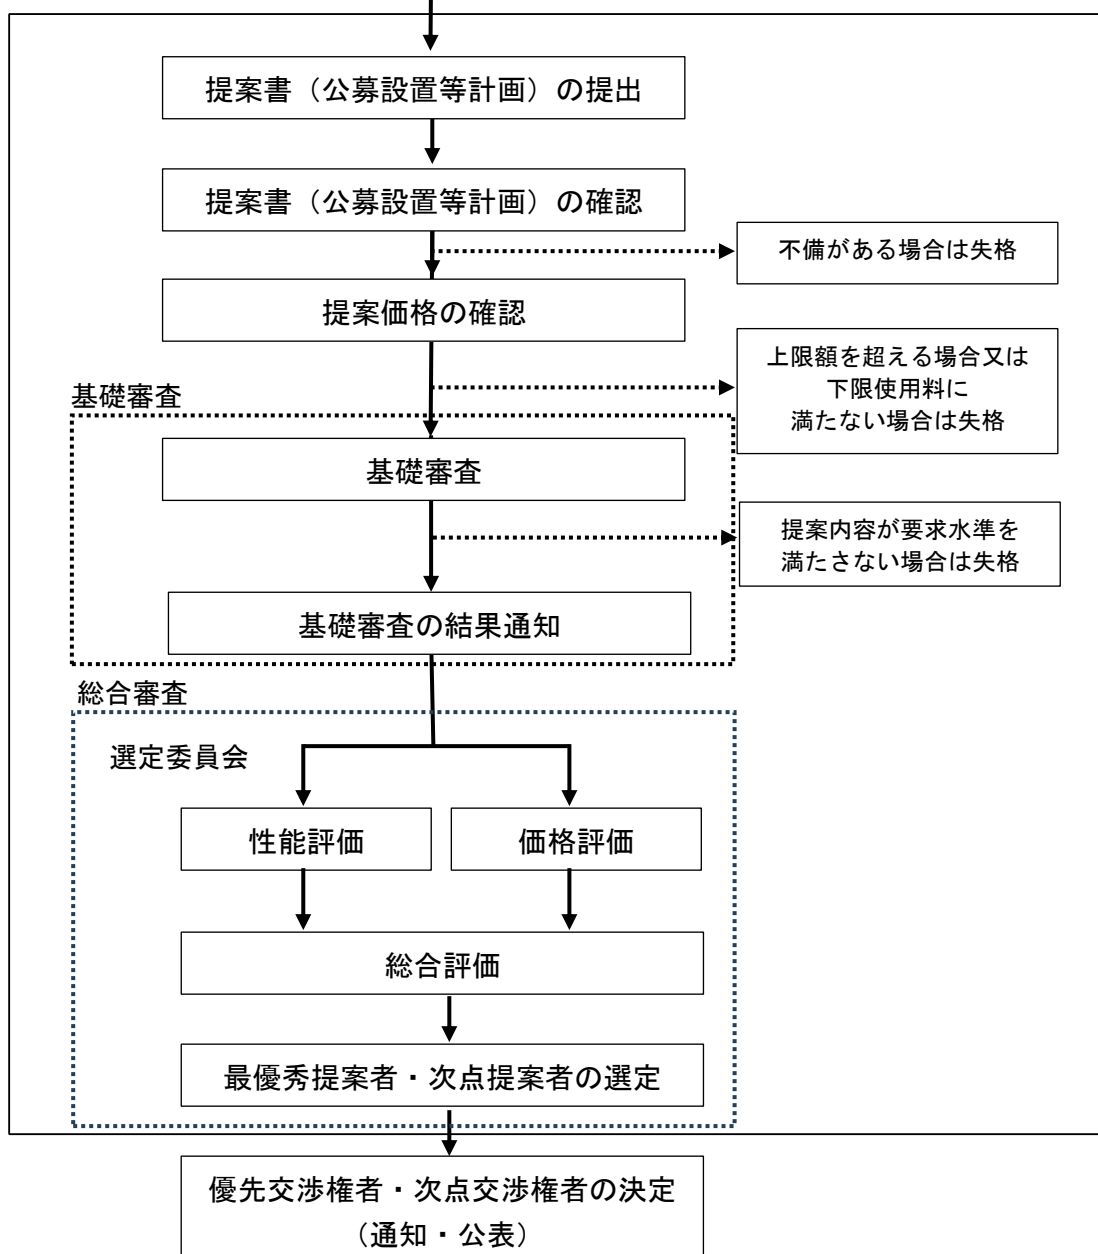 提案書（公募設置等計画）の提出
提案書（公募設置等計画）の確認
不備がある場合は失格
提案価格の確認
上限額を超える場合又は
下限使用料に
満たない場合は失格
基礎審査
基礎審査
提案内容が要求水準を
満たさない場合は失格
基礎審査の結果通知
総合審査
選定委員会
性能評価
価格評価
総合評価
最優秀提案者・次点提案者の選定
優先交渉権者・次点交渉権者の決定
（通知・公表）